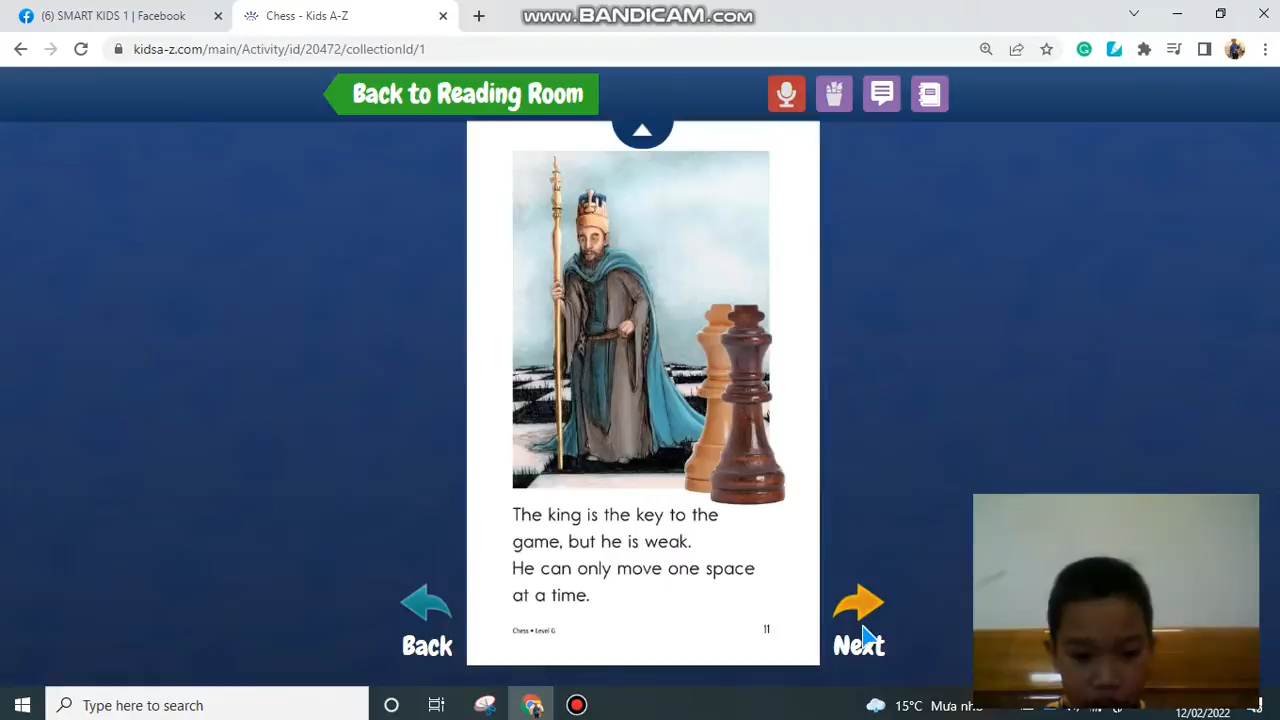 (6) SMART KIDS 1 | Facebook
Chess - Kids A-Z
WWW.BANDICAM.COM
kidsa-z.com/main/Activity/id/20472/collectionId/1
Back to Reading Room
The king is the key to the
game, but he is weak.
He can only move one space
at a time.
Chess • Level G
11
Back
Next
Type here to search
15°C Mưa nhỏ
12/02/2022